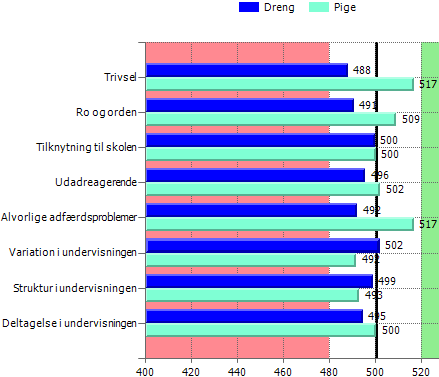 Dreng Pige
Trivsel 488 517
Ro og orden 491 509
Tilknytning til skolen 500 500
Udadreagerende 496 502
Alvorlige adfærdsproblemer 492 517
Variation i undervisningen 502 492
Struktur i undervisningen 499 493
Deltagelse i undervisningen 495 500
400 420 440 460 480 500 520